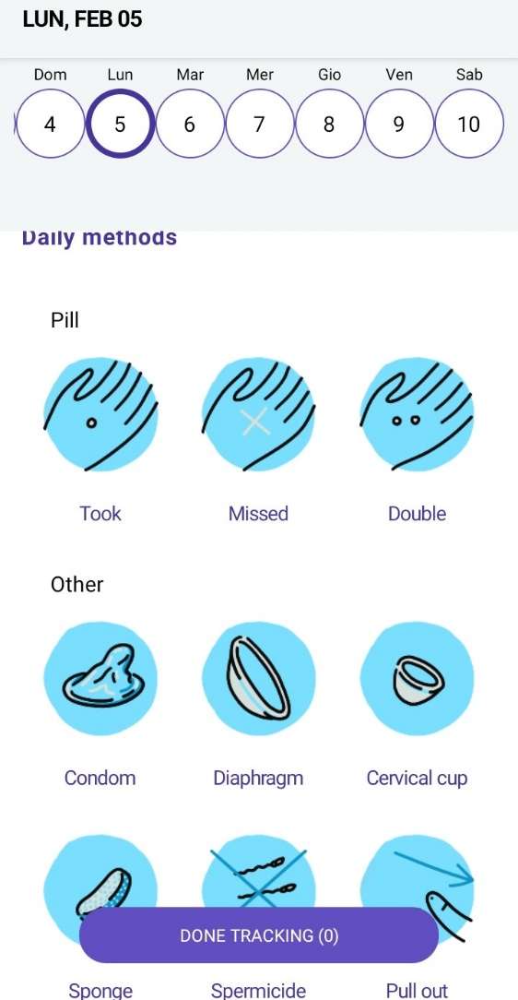 LUN, FEB 05
Dom Lun Mar Mer Gio Ven Sab
4 5 6 7 8 9 10
Daily methods
Pill
Took Missed Double
Other
Condom Diaphragm Cervical cup
DONE TRACKING (0)
Sponge Spermicide Pull out